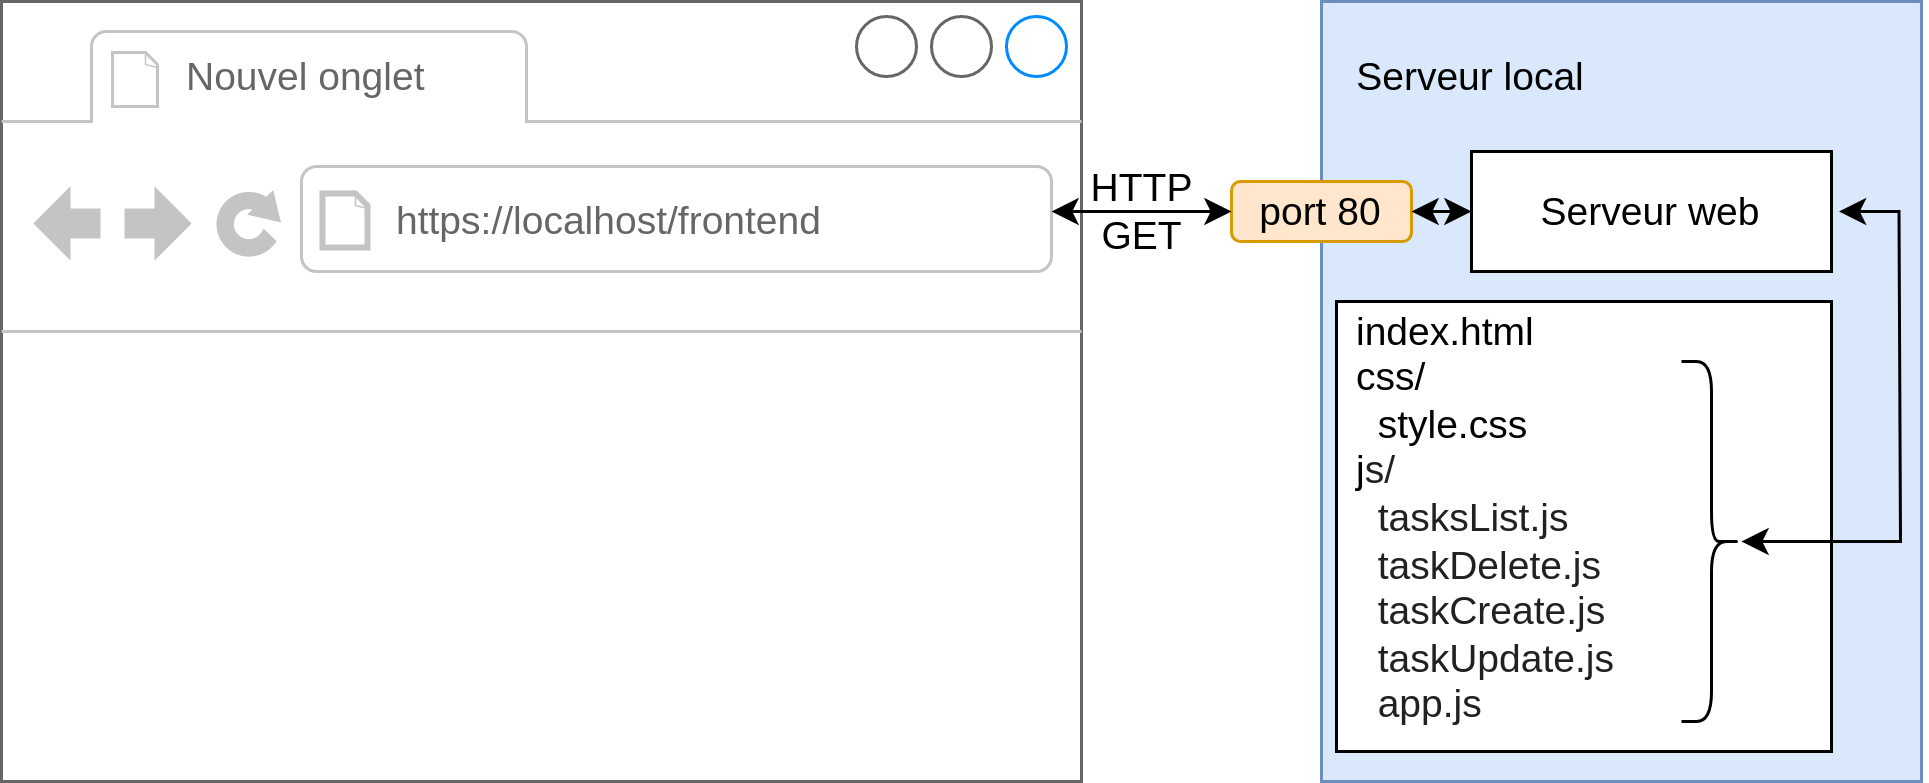 Nouvel onglet
https://localhost/frontend
HTTP
GET
port 80
Serveur local
Serveur web
index.html
css/
style.css
js/
tasksList.js
taskDelete.js
taskCreate.js
taskUpdate.js
app.js